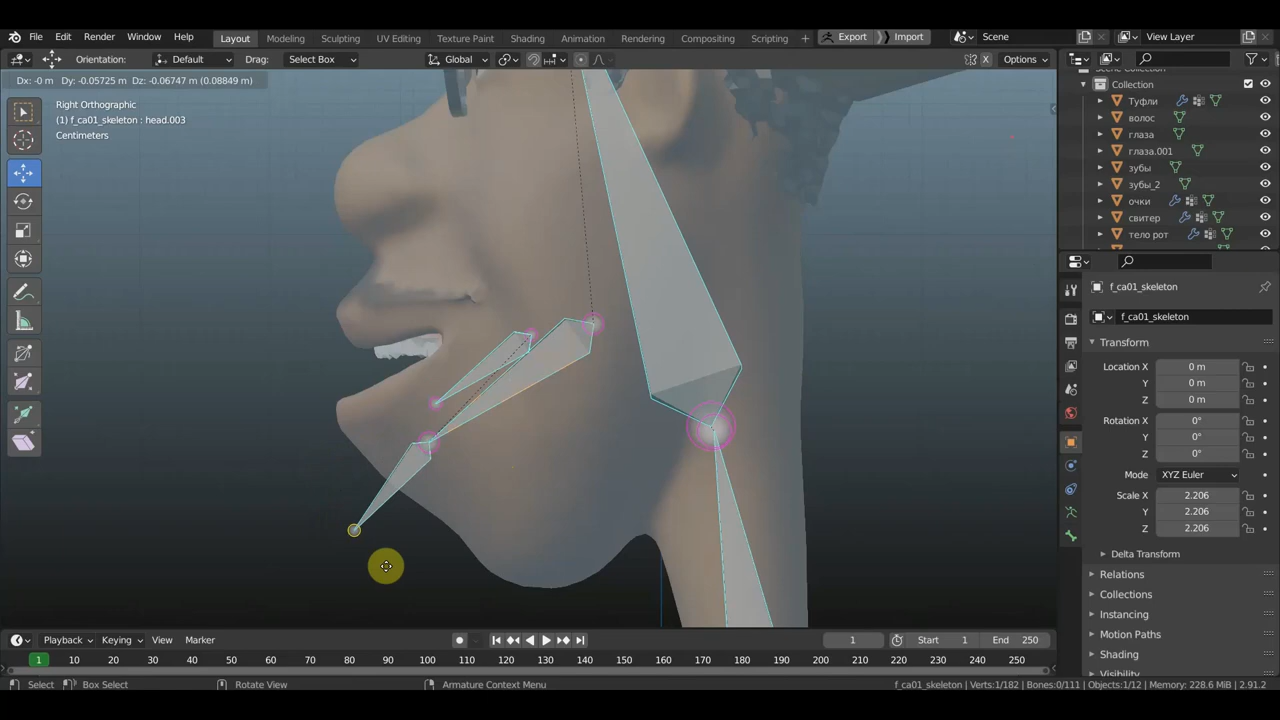 File Edit Render Window Help Layout Modeling Sculpting UV Editing Texture Paint Shading Animation Rendering Compositing Scripting + Export Import Scene View Layer
Orientation: Default Drag: Select Box Global X Options
Dx: -0 m Dy: -0.05725 m Dz: -0.06747 m (0.08849 m)
Right Orthographic
(1) f_ca01_skeleton : head.003
Centimeters
Scene Collection
Collection
Туфли
волос
глаза
глаза.001
зубы
зубы_2
очки
свитер
тело рот
f_ca01_skeleton
f_ca01_skeleton
Transform
Location X 0 m
Y 0 m
Z 0 m
Rotation X 0°
Y 0°
Z 0°
Mode XYZ Euler
Scale X 2.206
Y 2.206
Z 2.206
Delta Transform
Relations
Collections
Instancing
Motion Paths
Shading
Visibility
Playback Keying View Marker 1 Start 1 End 250
1 10 20 30 40 50 60 70 80 90 100 110 120 130 140 150 160 170 180 190 200 210 220 230 240 250
Select Box Select Rotate View Armature Context Menu f_ca01_skeleton | Verts:1/182 | Bones:0/111 | Objects:1/12 | Memory: 228.6 MiB | 2.91.2